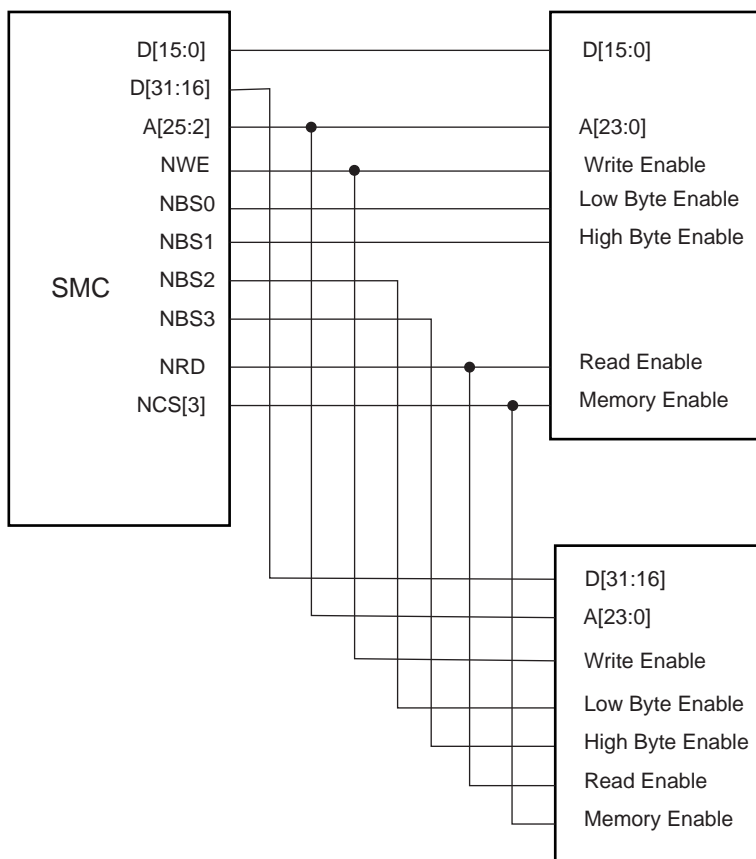 D[15:0]
D[31:16]
A[25:2]
NWE
NBS0
NBS1
NBS2
NBS3
NRD
NCS[3]
SMC
D[15:0]
A[23:0]
Write Enable
Low Byte Enable
High Byte Enable
Read Enable
Memory Enable
D[31:16]
A[23:0]
Write Enable
Low Byte Enable
High Byte Enable
Read Enable
Memory Enable